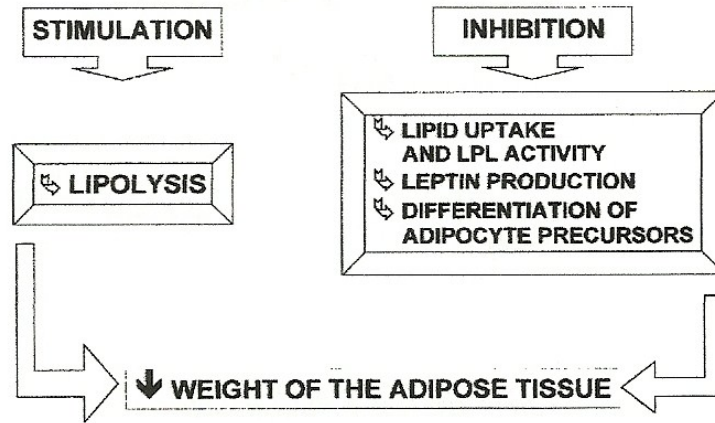 STIMULATION
LIPOLYSIS
INHIBITION
LIPID UPTAKE
AND LPL ACTIVITY
LEPTIN PRODUCTION
DIFFERENTIATION OF
ADIPOCYTE PRECURSORS
WEIGHT OF THE ADIPOSE TISSUE